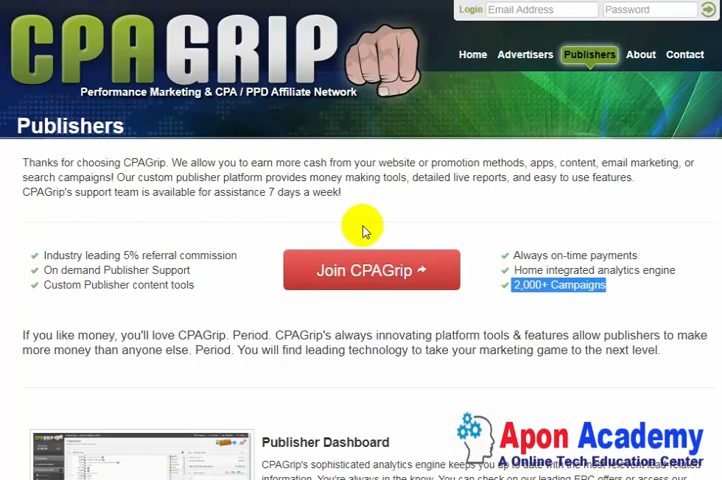 Login Email Address Password
CPAGRIP
Performance Marketing & CPA / PPD Affiliate Network
Home Advertisers Publishers About Contact
Publishers
Thanks for choosing CPAGrip. We allow you to earn more cash from your website or promotion methods, apps, content, email marketing, or
search campaigns! Our custom publisher platform provides money making tools, detailed live reports, and easy to use features.
CPAGrip's support team is available for assistance 7 days a week!
Industry leading 5% referral commission
On demand Publisher Support
Custom Publisher content tools
Join CPAGrip
Always on-time payments
Home integrated analytics engine
2,000+ Campaigns
If you like money, you'll love CPAGrip. Period. CPAGrip's always innovating platform tools & features allow publishers to make
more money than anyone else. Period. You will find leading technology to take your marketing game to the next level.
CPAGRIP
Publisher Dashboard
CPAGrip's sophisticated analytics engine keeps you up to date with the most relevant lead
Apon Academy
A Online Tech Education Center